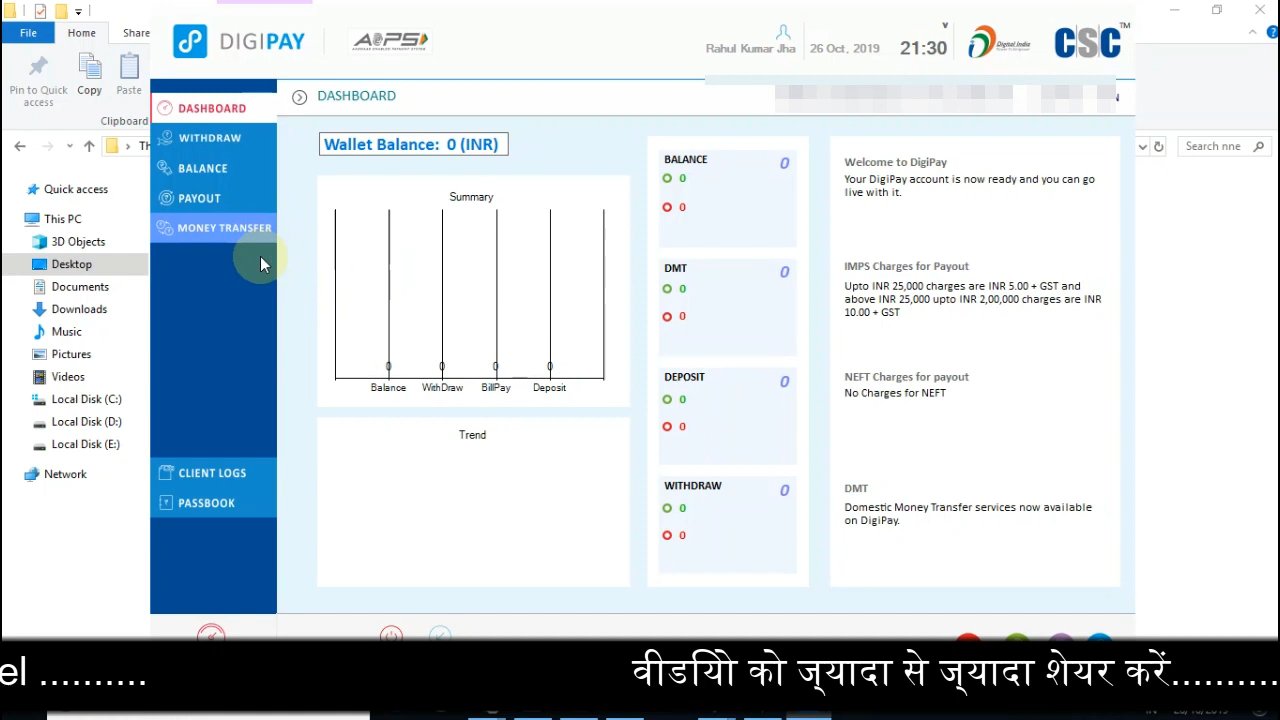 File
Home
Share
Pin to Quick
access
Copy
Paste
Clipboard
Search nne
Quick access
This PC
3D Objects
Desktop
Documents
Downloads
Music
Pictures
Videos
Local Disk (C:)
Local Disk (D:)
Local Disk (E:)
Network
DIGIPAY
AEPS
Rahul Kumar Jha
26 Oct, 2019
21:30
v
Digital India
CSC™
DASHBOARD
WITHDRAW
BALANCE
PAYOUT
MONEY TRANSFER
CLIENT LOGS
PASSBOOK
DASHBOARD
N
Wallet Balance: 0 (INR)
Summary
0 0 0 0
Balance WithDraw BillPay Deposit
Trend
BALANCE 0
0
0
DMT 0
0
0
DEPOSIT 0
0
0
WITHDRAW 0
0
0
Welcome to DigiPay
Your DigiPay account is now ready and you can go
live with it.
IMPS Charges for Payout
Upto INR 25,000 charges are INR 5.00 + GST and
above INR 25,000 upto INR 2,00,000 charges are INR
10.00 + GST
NEFT Charges for payout
No Charges for NEFT
DMT
Domestic Money Transfer services now available
on DigiPay.
el .......... वीडियो को ज्यादा से ज्यादा शेयर करें..........